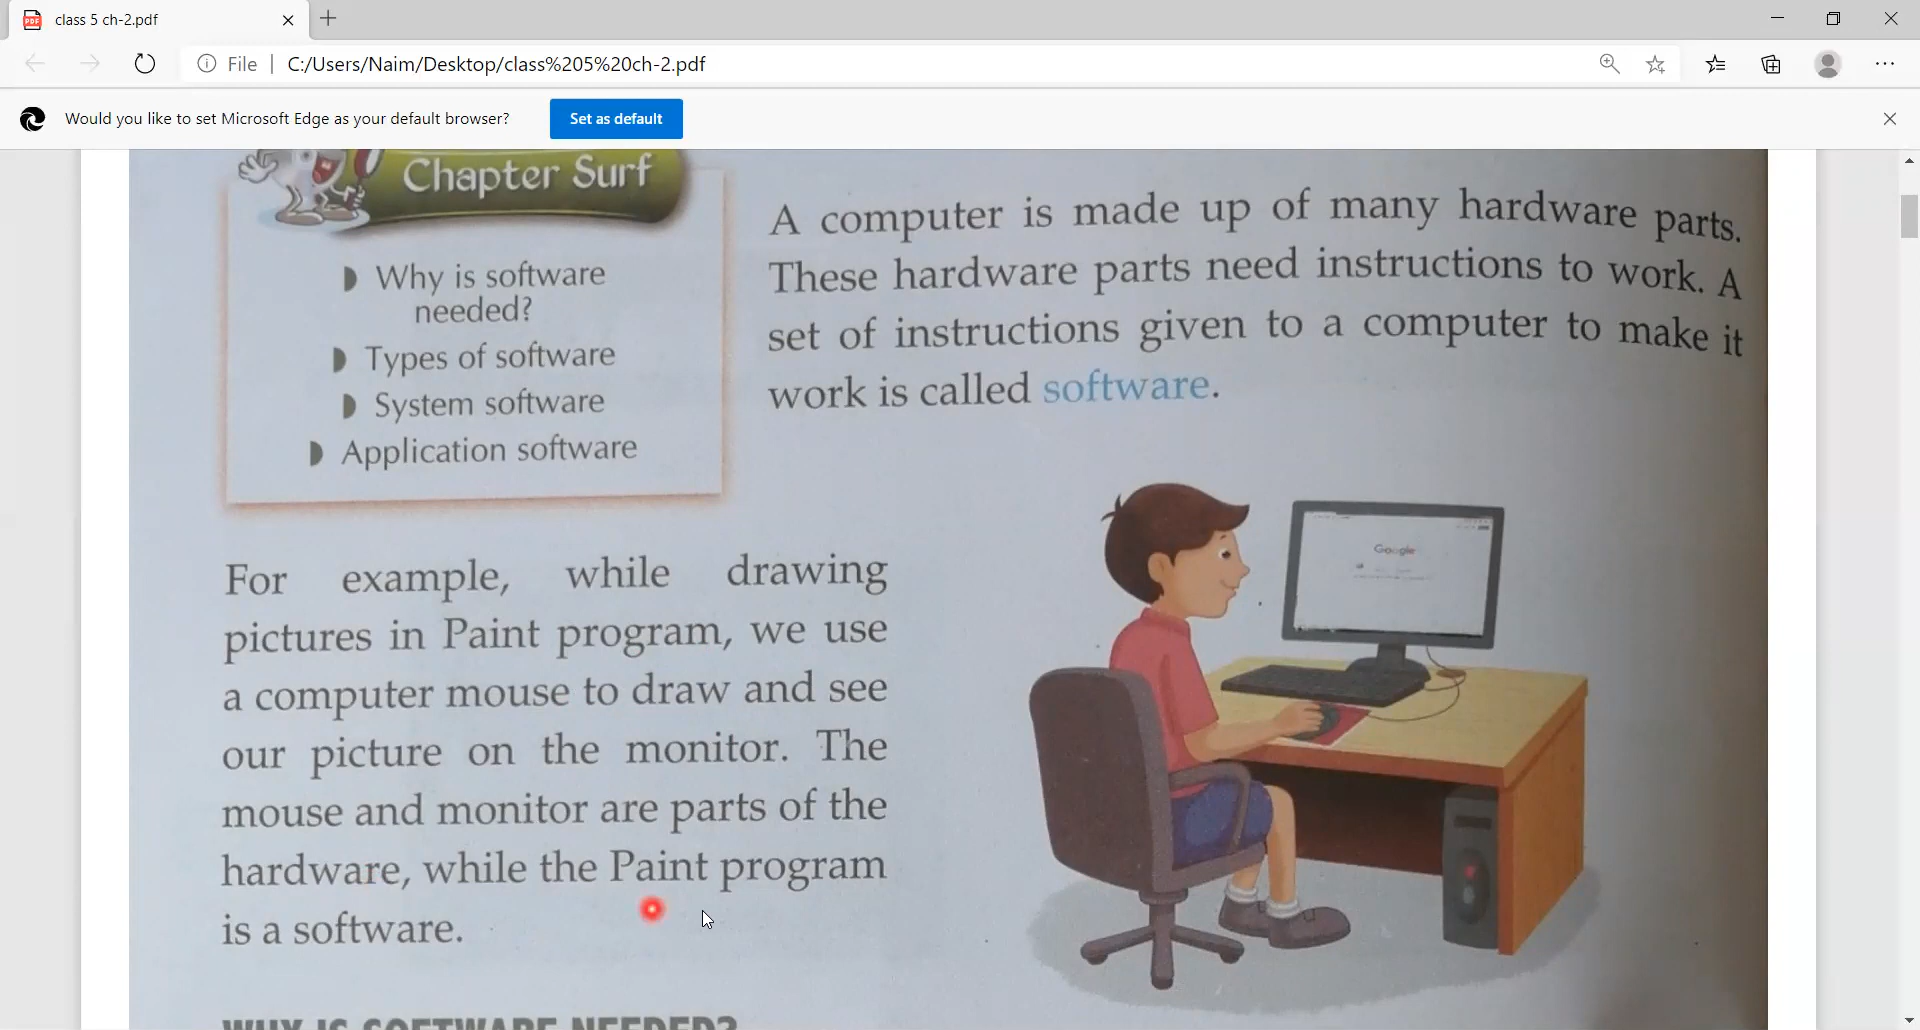 class 5 ch-2.pdf
File
C:/Users/Naim/Desktop/class%205%20ch-2.pdf
Would you like to set Microsoft Edge as your default browser?
Set as default
Chapter Surf
Why is software
needed?
Types of software
System software
Application software
A computer is made up of many hardware parts.
These hardware parts need instructions to work. A
set of instructions given to a computer to make it
work is called software.
Google
For example, while drawing
pictures in Paint program, we use
a computer mouse to draw and see
our picture on the monitor. The
mouse and monitor are parts of the
hardware, while the Paint program
is a software.
WHY IS SOFTWARE NEEDED?